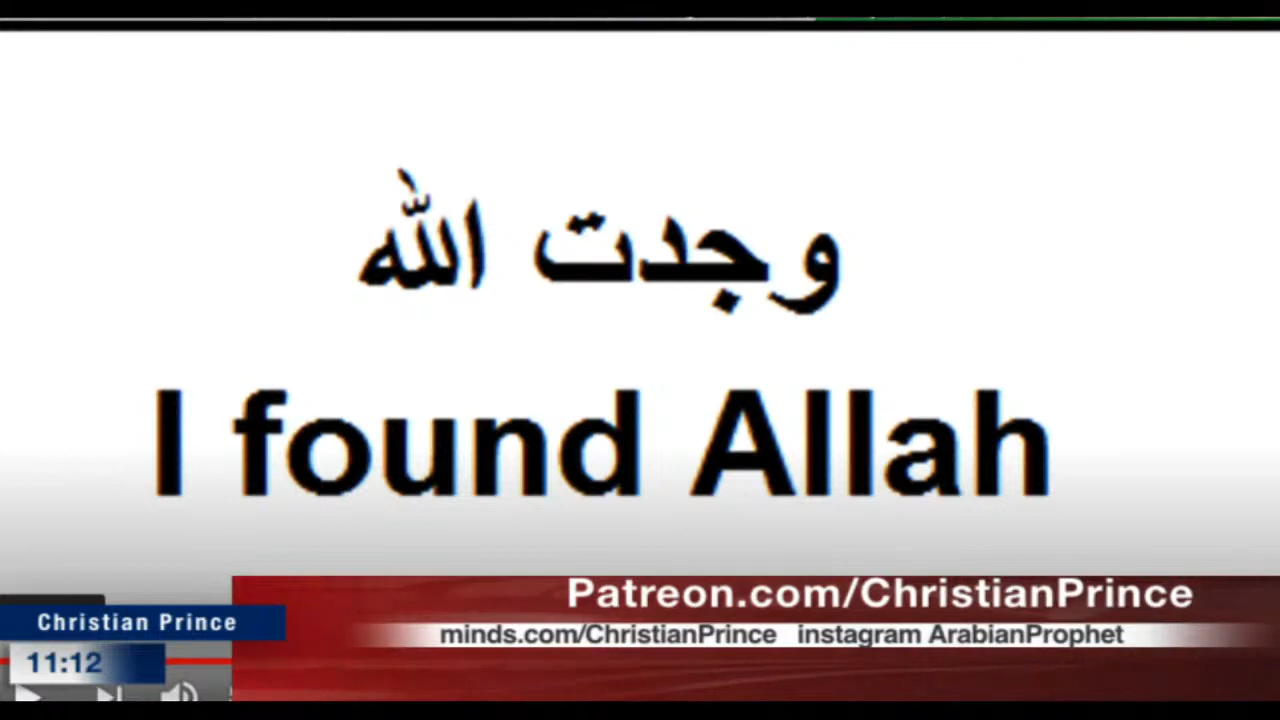 وجدت الله
I found Allah
Patreon.com/ChristianPrince
Christian Prince
minds.com/ChristianPrince instagram ArabianProphet
11:12